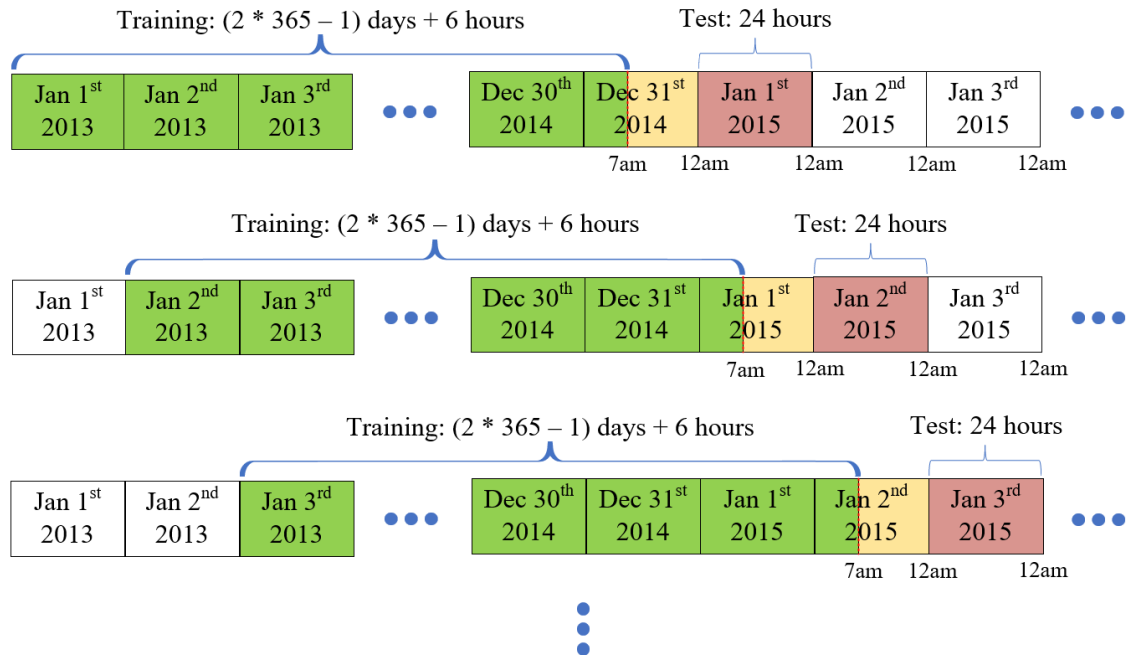 Training: (2 * 365 – 1) days + 6 hours Test: 24 hours
Jan 1st Jan 2nd Jan 3rd Dec 30th Dec 31st Jan 1st Jan 2nd Jan 3rd
2013 2013 2013 2014 2014 2015 2015 2015
7am 12am 12am 12am 12am
Training: (2 * 365 – 1) days + 6 hours Test: 24 hours
Jan 1st Jan 2nd Jan 3rd Dec 30th Dec 31st Jan 1st Jan 2nd Jan 3rd
2013 2013 2013 2014 2014 2015 2015 2015
7am 12am 12am 12am
Training: (2 * 365 – 1) days + 6 hours Test: 24 hours
Jan 1st Jan 2nd Jan 3rd Dec 30th Dec 31st Jan 1st Jan 2nd Jan 3rd
2013 2013 2013 2014 2014 2015 2015 2015
7am 12am 12am